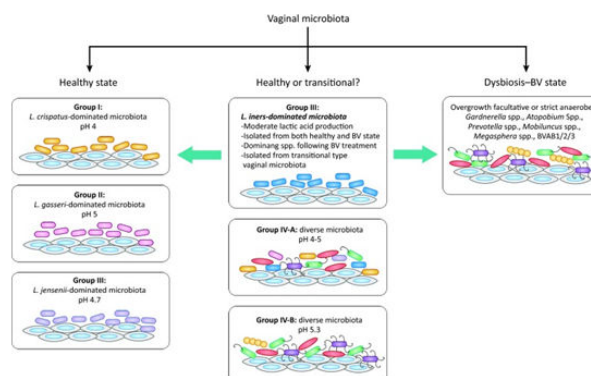 Vaginal microbiota
Healthy state
Group I:
L. crispatus-dominated microbiota
pH 4
Group II:
L. gasseri-dominated microbiota
pH 5
Group III:
L. jensenii-dominated microbiota
pH 4.7
Healthy or transitional?
Group III:
L. iners-dominated microbiota
-Moderate lactic acid production
-Isolated from both healthy and BV state
-Dominang spp. following BV treatment
-Isolated from transitional type
vaginal microbiota
Group IV-A: diverse microbiota
pH 4-5
Group IV-B: diverse microbiota
pH 5.3
Dysbiosis–BV state
Overgrowth facultative or strict anaerobe
Gardnerella spp., Atopobium Spp.,
Prevotella spp., Mobiluncus spp.,
Megosphera spp., BVAB1/2/3